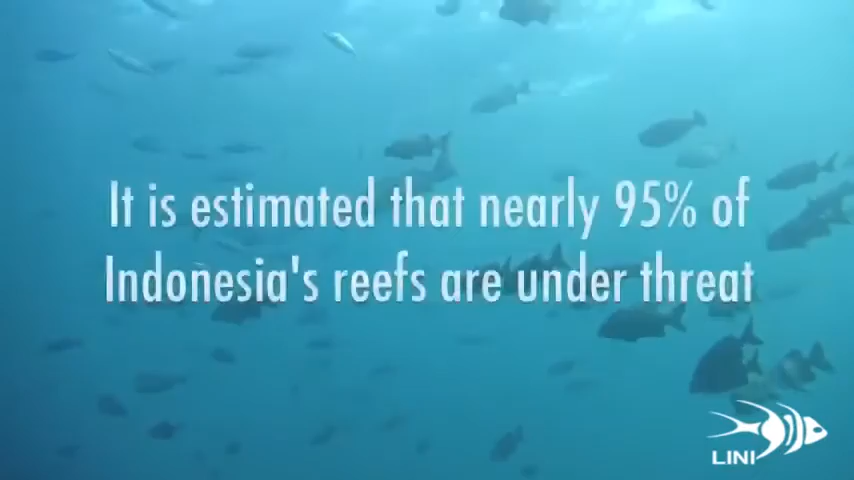 It is estimated that nearly 95% of
Indonesia's reefs are under threat
LINI